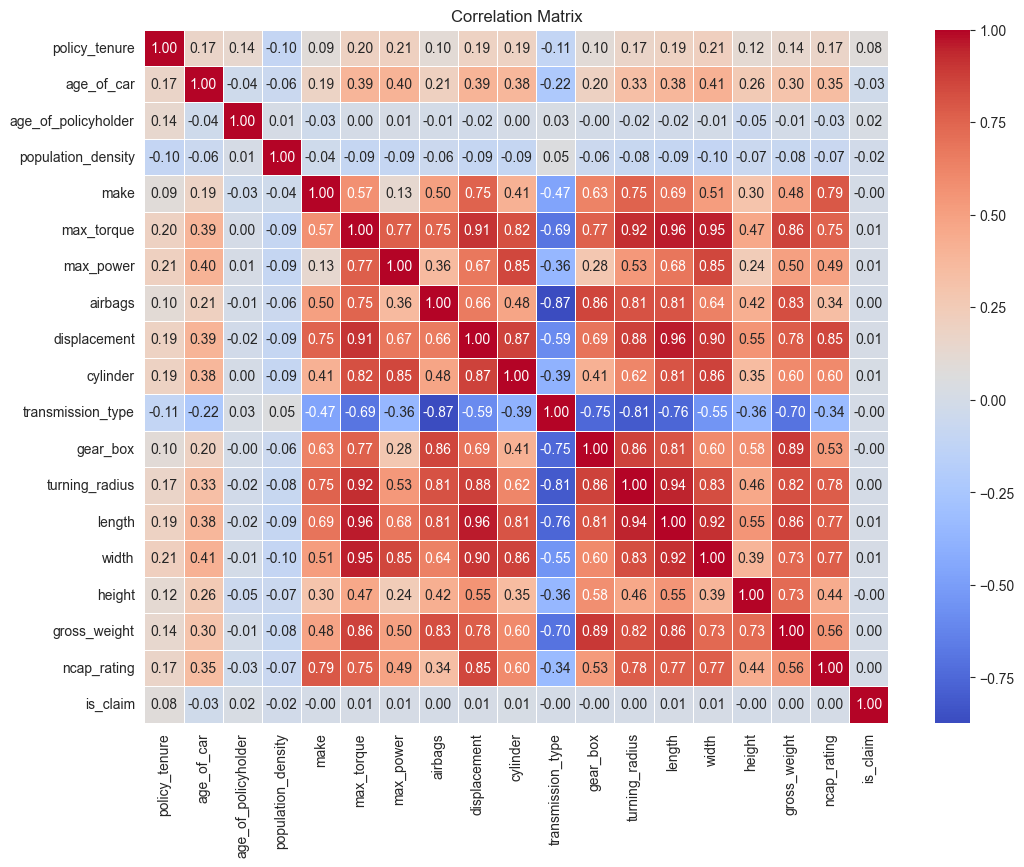 Correlation Matrix
policy_tenure 1.00 0.17 0.14 -0.10 0.09 0.20 0.21 0.10 0.19 0.19 -0.11 0.10 0.17 0.19 0.21 0.12 0.14 0.17 0.08
age_of_car 0.17 1.00 -0.04 -0.06 0.19 0.39 0.40 0.21 0.39 0.38 -0.22 0.20 0.33 0.38 0.41 0.26 0.30 0.35 -0.03
age_of_policyholder 0.14 -0.04 1.00 0.01 -0.03 0.00 0.01 -0.01 -0.02 0.00 0.03 -0.00 -0.02 -0.02 -0.01 -0.05 -0.01 -0.03 0.02
population_density -0.10 -0.06 0.01 1.00 -0.04 -0.09 -0.09 -0.06 -0.09 -0.09 0.05 -0.06 -0.08 -0.09 -0.10 -0.07 -0.08 -0.07 -0.02
make 0.09 0.19 -0.03 -0.04 1.00 0.57 0.13 0.50 0.75 0.41 -0.47 0.63 0.75 0.69 0.51 0.30 0.48 0.79 -0.00
max_torque 0.20 0.39 0.00 -0.09 0.57 1.00 0.77 0.75 0.91 0.82 -0.69 0.77 0.92 0.96 0.95 0.47 0.86 0.75 0.01
max_power 0.21 0.40 0.01 -0.09 0.13 0.77 1.00 0.36 0.67 0.85 -0.36 0.28 0.53 0.68 0.85 0.24 0.50 0.49 0.01
airbags 0.10 0.21 -0.01 -0.06 0.50 0.75 0.36 1.00 0.66 0.48 -0.87 0.86 0.81 0.81 0.64 0.42 0.83 0.34 0.00
displacement 0.19 0.39 -0.02 -0.09 0.75 0.91 0.67 0.66 1.00 0.87 -0.59 0.69 0.88 0.96 0.90 0.55 0.78 0.85 0.01
cylinder 0.19 0.38 0.00 -0.09 0.41 0.82 0.85 0.48 0.87 1.00 -0.39 0.41 0.62 0.81 0.86 0.35 0.60 0.60 0.01
transmission_type -0.11 -0.22 0.03 0.05 -0.47 -0.69 -0.36 -0.87 -0.59 -0.39 1.00 -0.75 -0.81 -0.76 -0.55 -0.36 -0.70 -0.34 -0.00
gear_box 0.10 0.20 -0.00 -0.06 0.63 0.77 0.28 0.86 0.69 0.41 -0.75 1.00 0.86 0.81 0.60 0.58 0.89 0.53 -0.00
turning_radius 0.17 0.33 -0.02 -0.08 0.75 0.92 0.53 0.81 0.88 0.62 -0.81 0.86 1.00 0.94 0.83 0.46 0.82 0.78 0.00
length 0.19 0.38 -0.02 -0.09 0.69 0.96 0.68 0.81 0.96 0.81 -0.76 0.81 0.94 1.00 0.92 0.55 0.86 0.77 0.01
width 0.21 0.41 -0.01 -0.10 0.51 0.95 0.85 0.64 0.90 0.86 -0.55 0.60 0.83 0.92 1.00 0.39 0.73 0.77 0.01
height 0.12 0.26 -0.05 -0.07 0.30 0.47 0.24 0.42 0.55 0.35 -0.36 0.58 0.46 0.55 0.39 1.00 0.73 0.44 -0.00
gross_weight 0.14 0.30 -0.01 -0.08 0.48 0.86 0.50 0.83 0.78 0.60 -0.70 0.89 0.82 0.86 0.73 0.73 1.00 0.56 0.00
ncap_rating 0.17 0.35 -0.03 -0.07 0.79 0.75 0.49 0.34 0.85 0.60 -0.34 0.53 0.78 0.77 0.77 0.44 0.56 1.00 0.00
is_claim 0.08 -0.03 0.02 -0.02 -0.00 0.01 0.01 0.00 0.01 0.01 -0.00 -0.00 0.00 0.01 0.01 -0.00 0.00 0.00 1.00
policy_tenure
age_of_car
age_of_policyholder
population_density
make
max_torque
max_power
airbags
displacement
cylinder
transmission_type
gear_box
turning_radius
length
width
height
gross_weight
ncap_rating
is_claim
1.00
0.75
0.50
0.25
0.00
−0.25
−0.50
−0.75